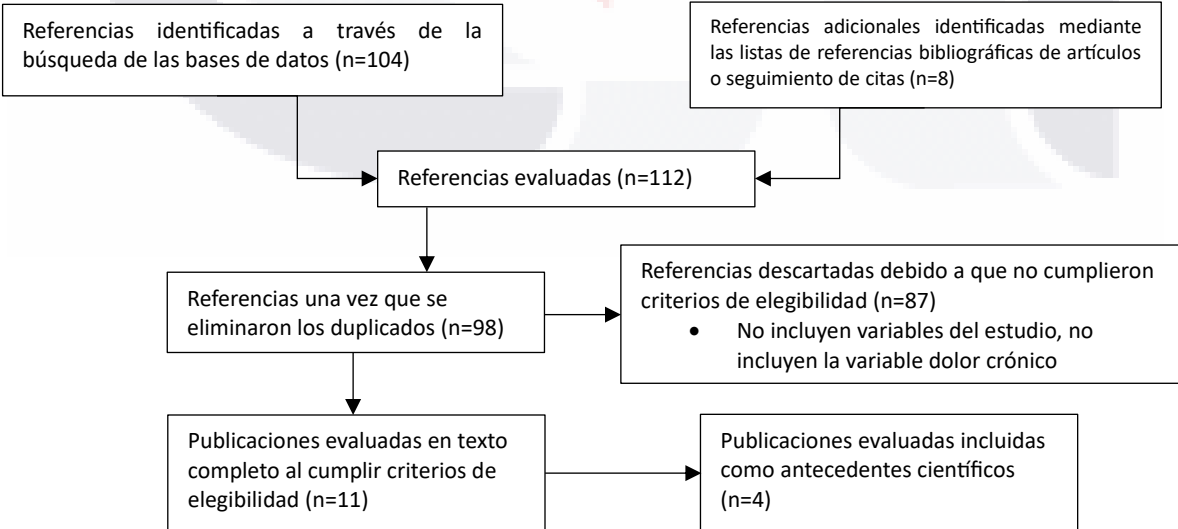 Referencias identificadas a través de la
búsqueda de las bases de datos (n=104)
Referencias adicionales identificadas mediante
las listas de referencias bibliográficas de artículos
o seguimiento de citas (n=8)
Referencias evaluadas (n=112)
Referencias una vez que se
eliminaron los duplicados (n=98)
Referencias descartadas debido a que no cumplieron
criterios de elegibilidad (n=87)
• No incluyen variables del estudio, no
incluyen la variable dolor crónico
Publicaciones evaluadas en texto
completo al cumplir criterios de
elegibilidad (n=11)
Publicaciones evaluadas incluidas
como antecedentes científicos
(n=4)